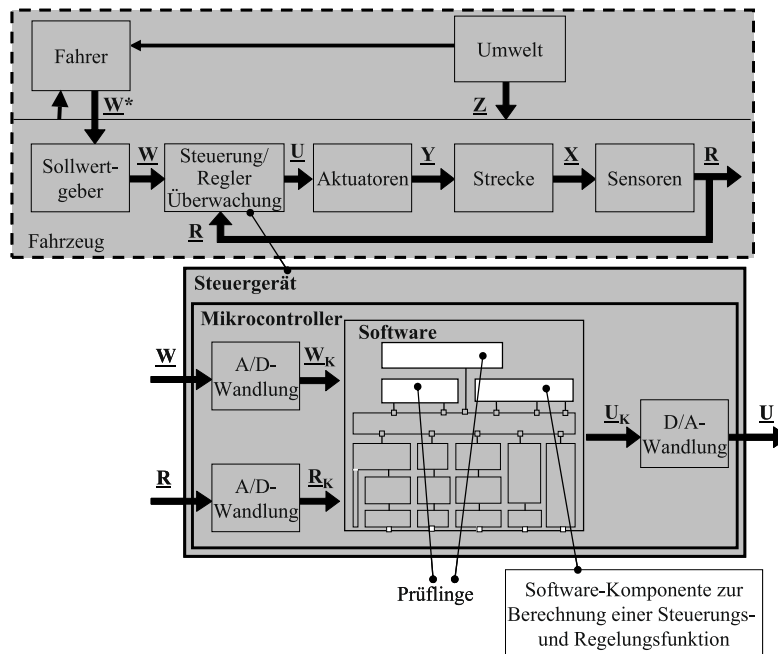 Fahrer
Umwelt
W*
Z
Sollwert-
geber
W
Steuerung/
Regler
Überwachung
U
Aktuatoren
Y
Strecke
X
Sensoren
R
R
Fahrzeug
Steuergerät
Mikrocontroller
Software
W
A/D-
Wandlung
W_K
U_K
D/A-
Wandlung
U
R
A/D-
Wandlung
R_K
Prüflinge
Software-Komponente zur
Berechnung einer Steuerungs-
und Regelungsfunktion